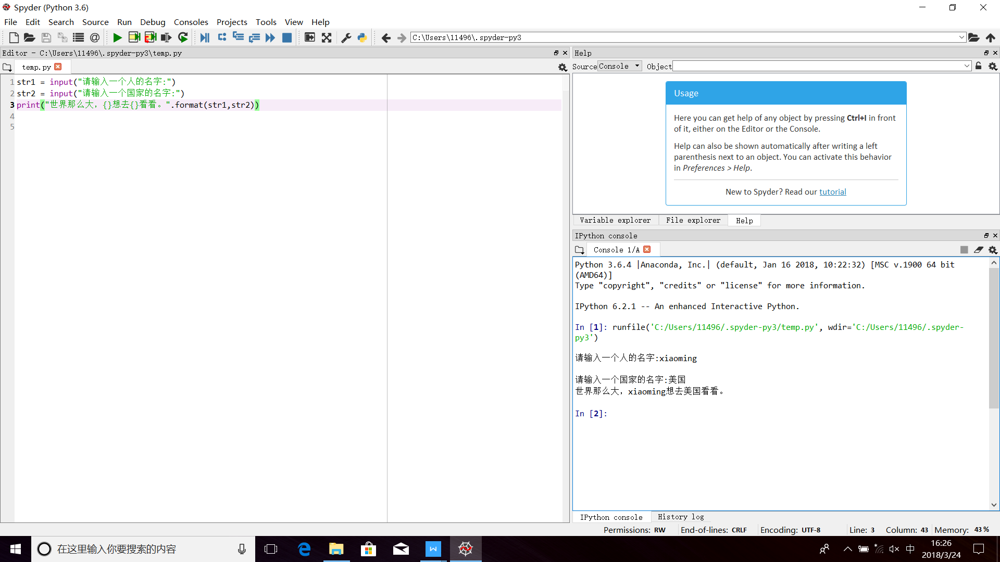 Spyder (Python 3.6)
File Edit Search Source Run Debug Consoles Projects Tools View Help
C:\Users\11496\.spyder-py3
Editor - C:\Users\11496\.spyder-py3\temp.py
temp.py
1 str1 = input("请输入一个人的名字:")
2 str2 = input("请输入一个国家的名字:")
3 print("世界那么大，{}想去{}看看。".format(str1,str2))
4
5
Help
Source Console Object
Usage
Here you can get help of any object by pressing Ctrl+I in front
of it, either on the Editor or the Console.
Help can also be shown automatically after writing a left
parenthesis next to an object. You can activate this behavior
in Preferences > Help.
New to Spyder? Read our tutorial
Variable explorer File explorer Help
IPython console
Console 1/A
Python 3.6.4 |Anaconda, Inc.| (default, Jan 16 2018, 10:22:32) [MSC v.1900 64 bit
(AMD64)]
Type "copyright", "credits" or "license" for more information.
IPython 6.2.1 -- An enhanced Interactive Python.
In [1]: runfile('C:/Users/11496/.spyder-py3/temp.py', wdir='C:/Users/11496/.spyder-
py3')
请输入一个人的名字:xiaoming
请输入一个国家的名字:美国
世界那么大，xiaoming想去美国看看。
In [2]:
IPython console History log
Permissions: RW End-of-lines: CRLF Encoding: UTF-8 Line: 3 Column: 43 Memory: 43 %
在这里输入你要搜索的内容
中
16:26
2018/3/24